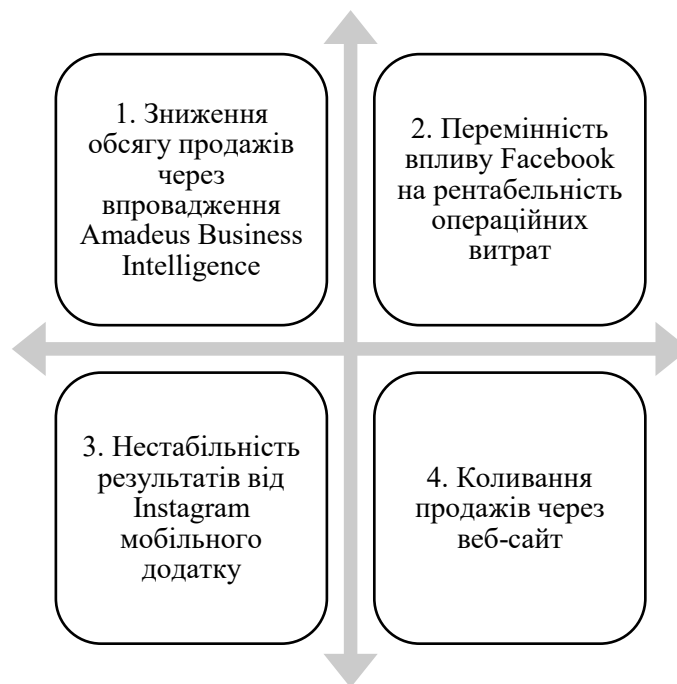 1. Зниження
обсягу продажів
через
впровадження
Amadeus Business
Intelligence
2. Перемінність
впливу Facebook
на рентабельність
операційних
витрат
3. Нестабільність
результатів від
Instagram
мобільного
додатку
4. Коливання
продажів через
веб-сайт